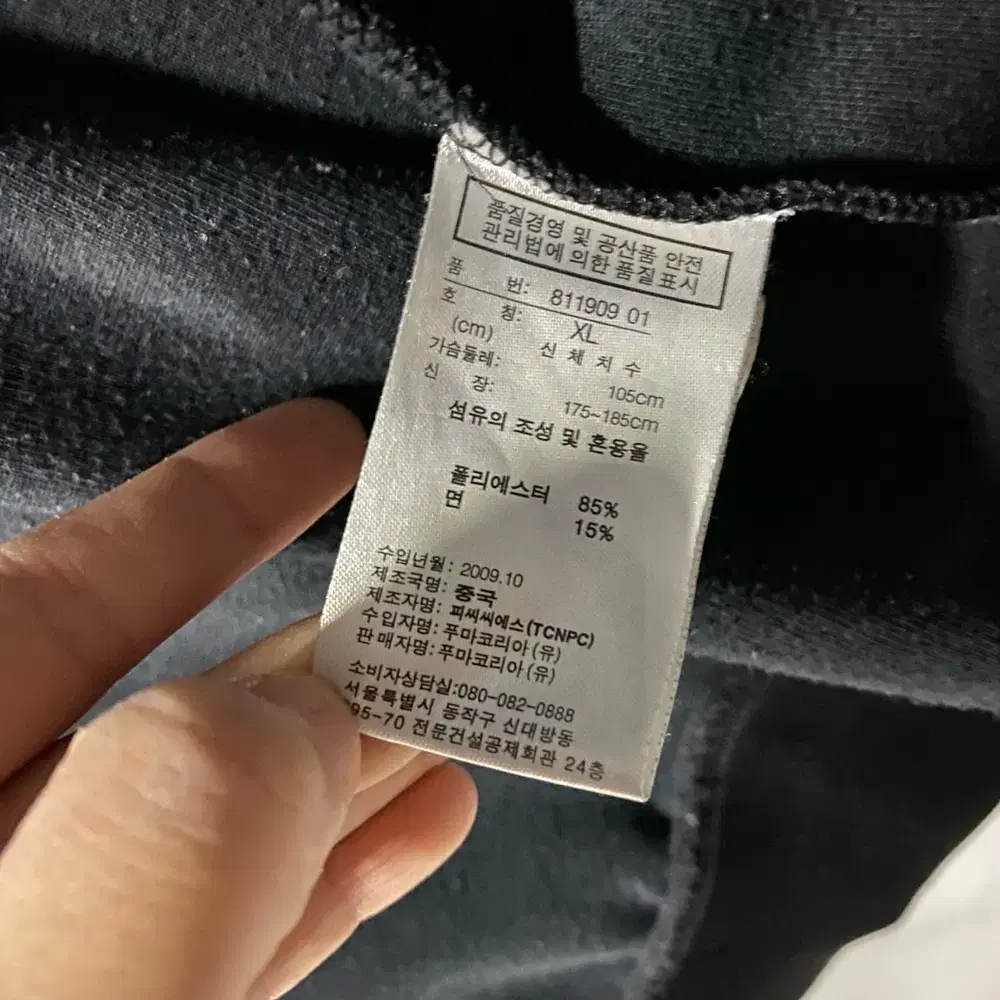 품질경영 및 공산품 안전
관리법에 의한 품질표시
품 번: 811909 01
호 칭: XL
(cm) 신 체 치 수
가슴둘레: 105cm
신 장: 175~185cm
섬유의 조성 및 혼용율
폴리에스터 85%
면 15%
수입년월: 2009.10
제조국명: 중국
제조자명: 피씨씨에스(TCNPC)
수입자명: 푸마코리아(유)
판매자명: 푸마코리아(유)
소비자상담실:080-082-0888
서울특별시 동작구 신대방동
95-70 전문건설공제회관 24층